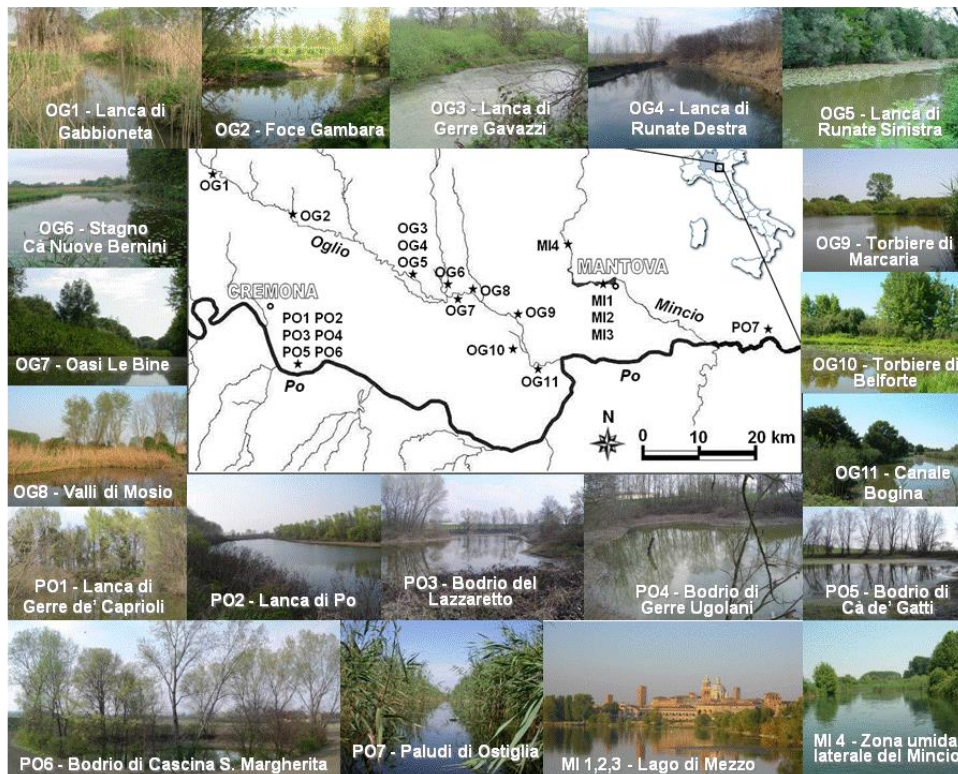 OG1 - Lanca di
Gabbioneta
OG2 - Foce Gambara
OG3 - Lanca di
Gerre Gavazzi
OG4 - Lanca di
Runate Destra
OG5 - Lanca di
Runate Sinistra
OG6 - Stagno
Cà Nuove Bernini
OG7 - Oasi Le Bine
OG8 - Valli di Mosio
OG1
OG2
Oglio
OG3
OG4
OG5
OG6
OG7
OG8
OG9
OG10
OG11
MI4
MANTOVA
MI1
MI2
MI3
Mincio
PO7
CREMONA
PO1 PO2
PO3 PO4
PO5 PO6
Po
Po
N
0 10 20 km
OG9 - Torbiere di
Marcaria
OG10 - Torbiere di
Belforte
OG11 - Canale
Bogina
PO1 - Lanca di
Gerre de' Caprioli
PO2 - Lanca di Po
PO3 - Bodrio del
Lazzaretto
PO4 - Bodrio di
Gerre Ugolani
PO5 - Bodrio di
Cà de' Gatti
PO6 - Bodrio di Cascina S. Margherita
PO7 - Paludi di Ostiglia
MI 1,2,3 - Lago di Mezzo
MI 4 - Zona umida
laterale del Mincio